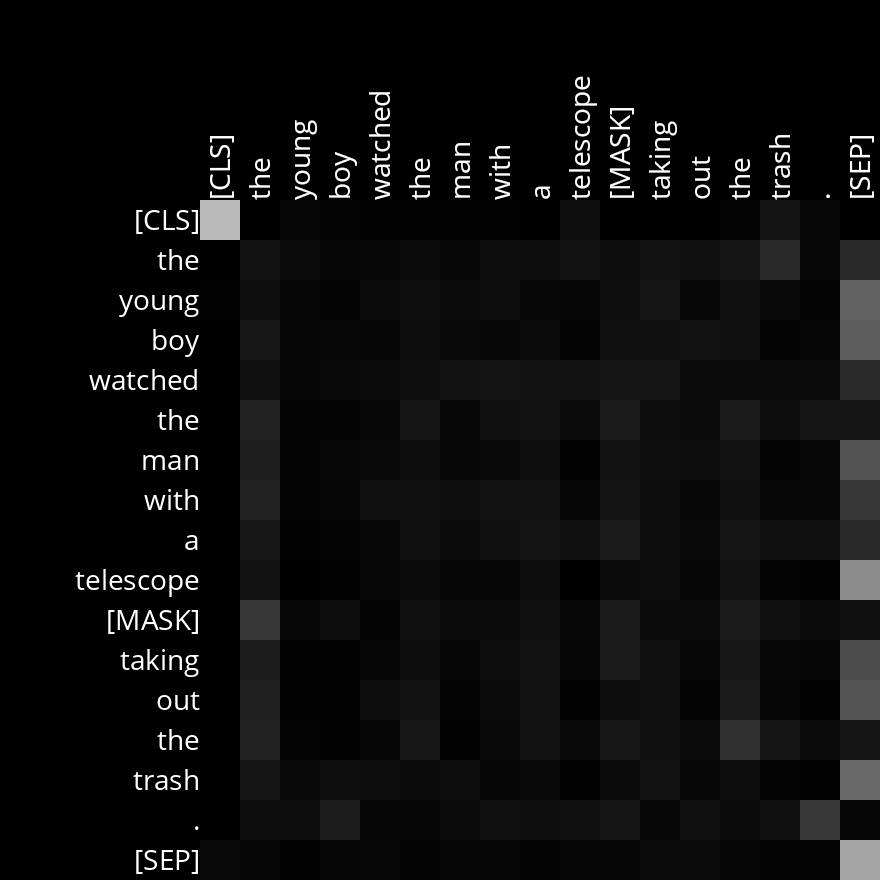 [CLS] the young boy watched the man with a telescope [MASK] taking out the trash . [SEP]
[CLS]
the
young
boy
watched
the
man
with
a
telescope
[MASK]
taking
out
the
trash
.
[SEP]